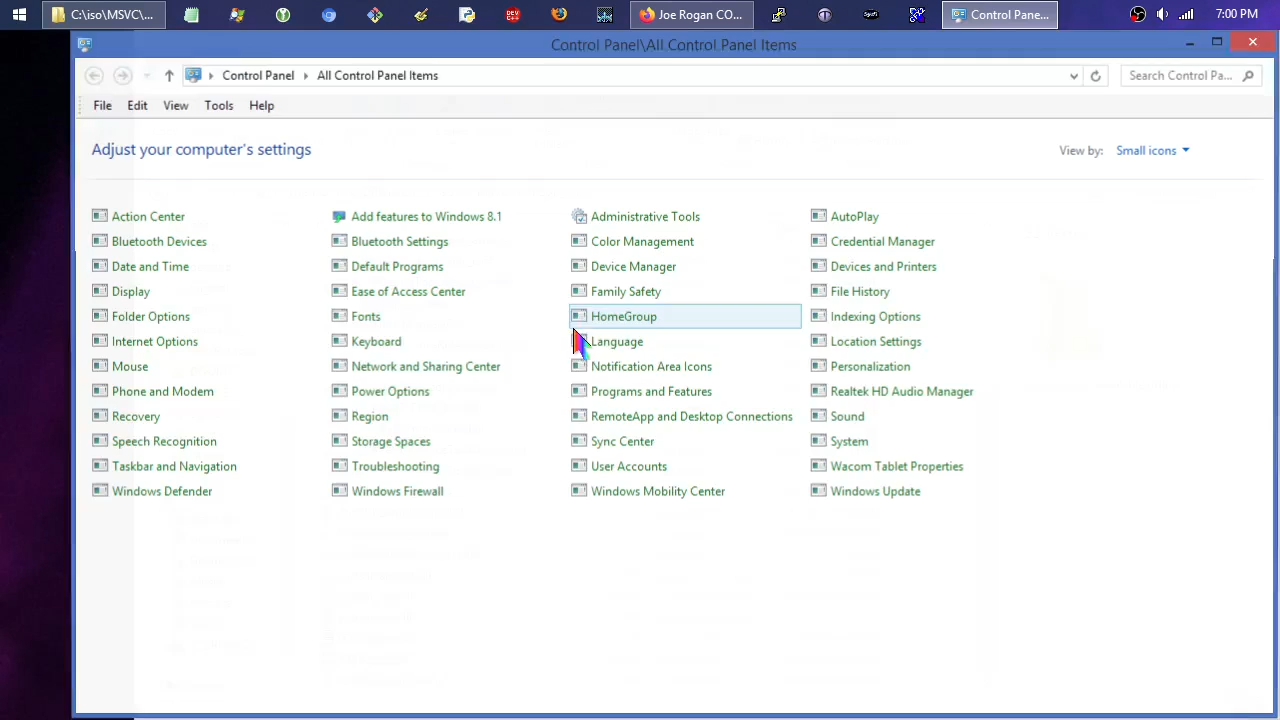 C:\iso\MSVC\...
Joe Rogan CO...
Control Pane...
7:00 PM
Control Panel\All Control Panel Items
Control Panel
All Control Panel Items
Search Control Pa...
File Edit View Tools Help
Adjust your computer's settings
View by: Small icons
Action Center
Add features to Windows 8.1
Administrative Tools
AutoPlay
Bluetooth Devices
Bluetooth Settings
Color Management
Credential Manager
Date and Time
Default Programs
Device Manager
Devices and Printers
Display
Ease of Access Center
Family Safety
File History
Folder Options
Fonts
HomeGroup
Indexing Options
Internet Options
Keyboard
Language
Location Settings
Mouse
Network and Sharing Center
Notification Area Icons
Personalization
Phone and Modem
Power Options
Programs and Features
Realtek HD Audio Manager
Recovery
Region
RemoteApp and Desktop Connections
Sound
Speech Recognition
Storage Spaces
Sync Center
System
Taskbar and Navigation
Troubleshooting
User Accounts
Wacom Tablet Properties
Windows Defender
Windows Firewall
Windows Mobility Center
Windows Update